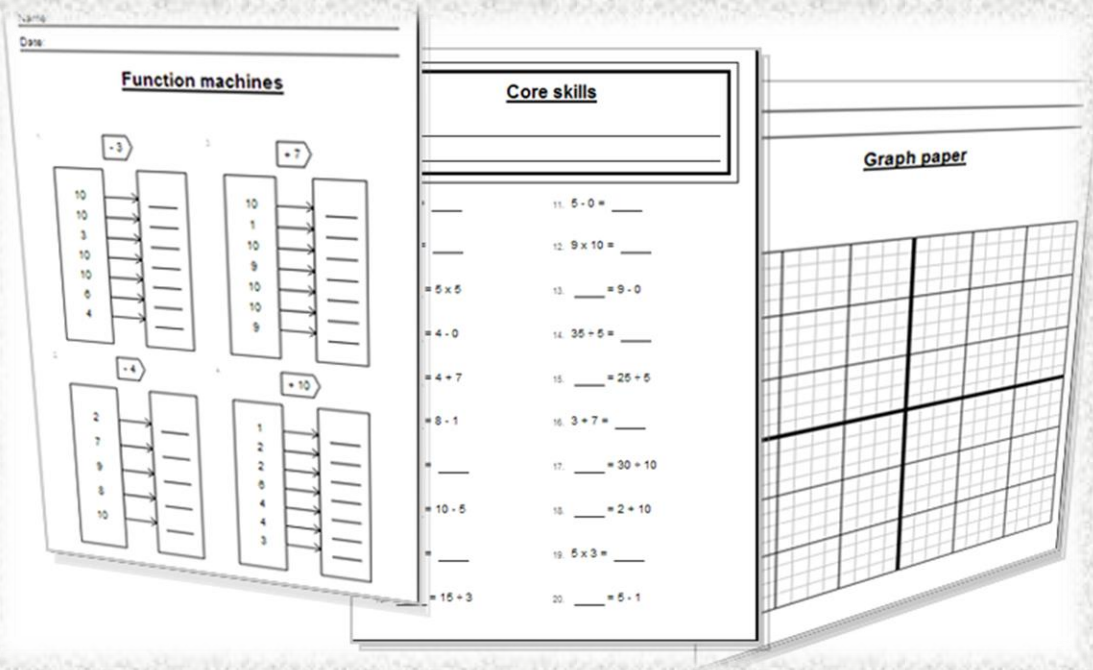 Name:
Date:
Function machines
1.
- 3
10
10
3
10
10
6
4
3.
+ 7
10
1
10
9
10
10
9
2.
- 4
2
7
9
8
10
4.
+ 10
1
2
2
6
4
4
3
Core skills
= 5 x 5
= 4 - 0
= 4 + 7
= 8 - 1
=
= 10 - 5
=
= 15 ÷ 3
11. 5 - 0 = ____
12. 9 x 10 = ____
13. ____ = 9 - 0
14. 35 ÷ 5 = ____
15. ____ = 25 ÷ 5
16. 3 + 7 = ____
17. ____ = 30 ÷ 10
18. ____ = 2 + 10
19. 5 x 3 = ____
20. ____ = 5 - 1
Graph paper